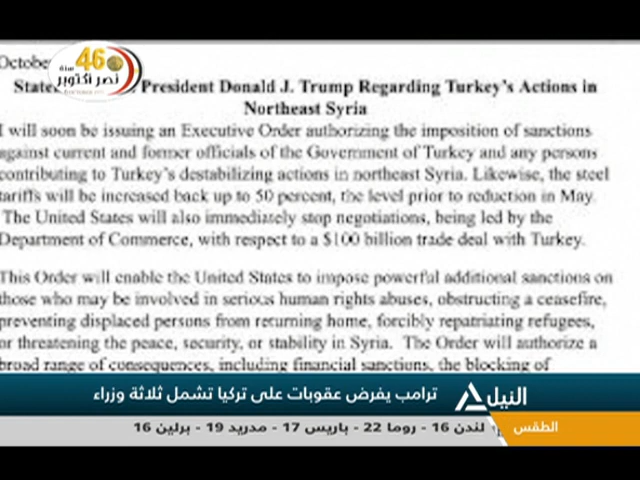 October
46 سنة
نصر أكتوبر
State President Donald J. Trump Regarding Turkey's Actions in
Northeast Syria
I will soon be issuing an Executive Order authorizing the imposition of sanctions
against current and former officials of the Government of Turkey and any persons
contributing to Turkey's destabilizing actions in northeast Syria. Likewise, the steel
tariffs will be increased back up to 50 percent, the level prior to reduction in May.
The United States will also immediately stop negotiations, being led by the
Department of Commerce, with respect to a $100 billion trade deal with Turkey.
This Order will enable the United States to impose powerful additional sanctions on
those who may be involved in serious human rights abuses, obstructing a ceasefire,
preventing displaced persons from returning home, forcibly repatriating refugees,
or threatening the peace, security, or stability in Syria. The Order will authorize a
broad range of consequences, including financial sanctions, the blocking of
النيل ترامب يفرض عقوبات على تركيا تشمل ثلاثة وزراء
الطقس لندن 16 - روما 22 - باريس 17 - مدريد 19 - برلين 16